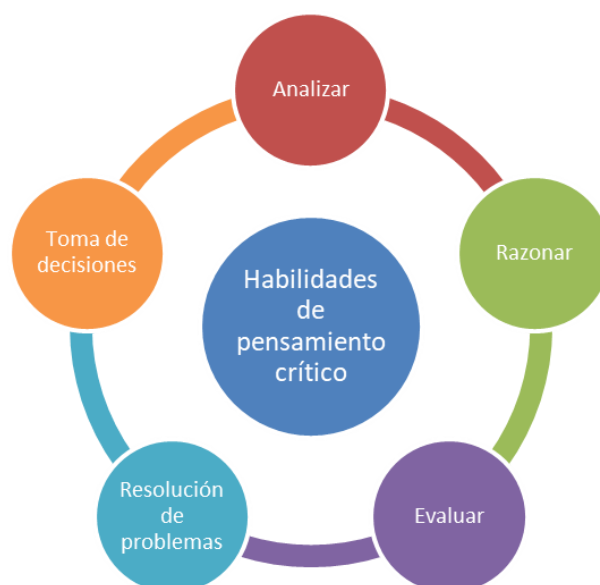 Analizar
Razonar
Evaluar
Resolución
de
problemas
Toma de
decisiones
Habilidades
de
pensamiento
crítico